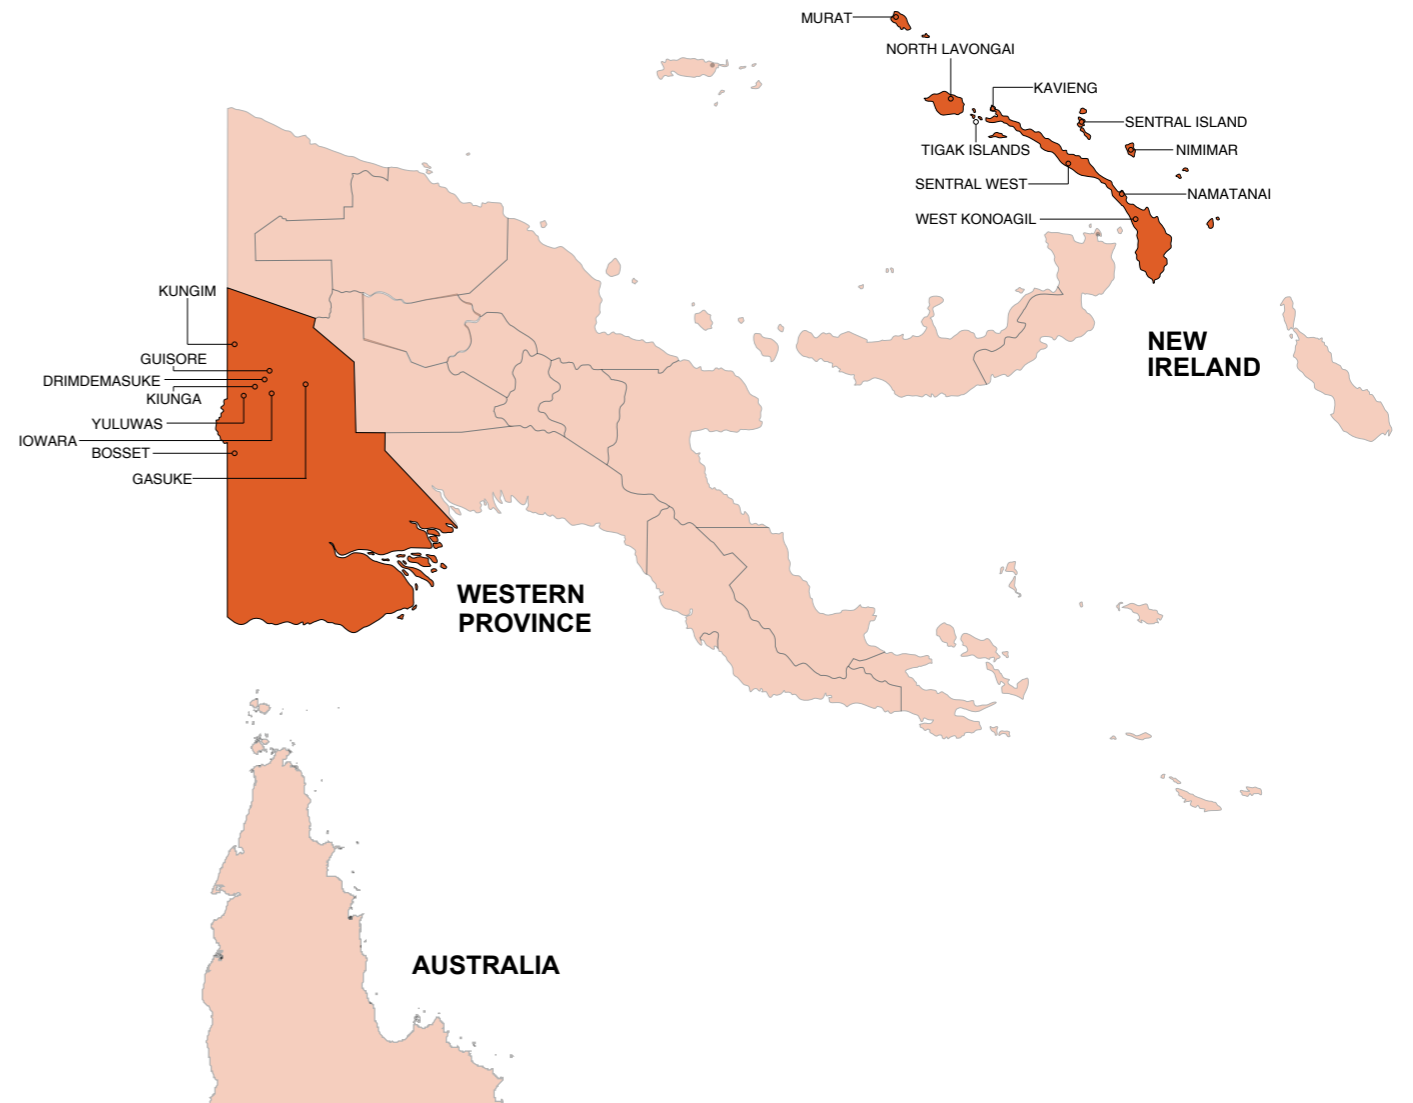 MURAT
NORTH LAVONGAI
KAVIENG
SENTRAL ISLAND
TIGAK ISLANDS
NIMIMAR
SENTRAL WEST
NAMATANAI
WEST KONOAGIL
KUNGIM
GUISORE
DRIMDEMASUKE
KIUNGA
YULUWAS
IOWARA
BOSSET
GASUKE
NEW
IRELAND
WESTERN
PROVINCE
AUSTRALIA